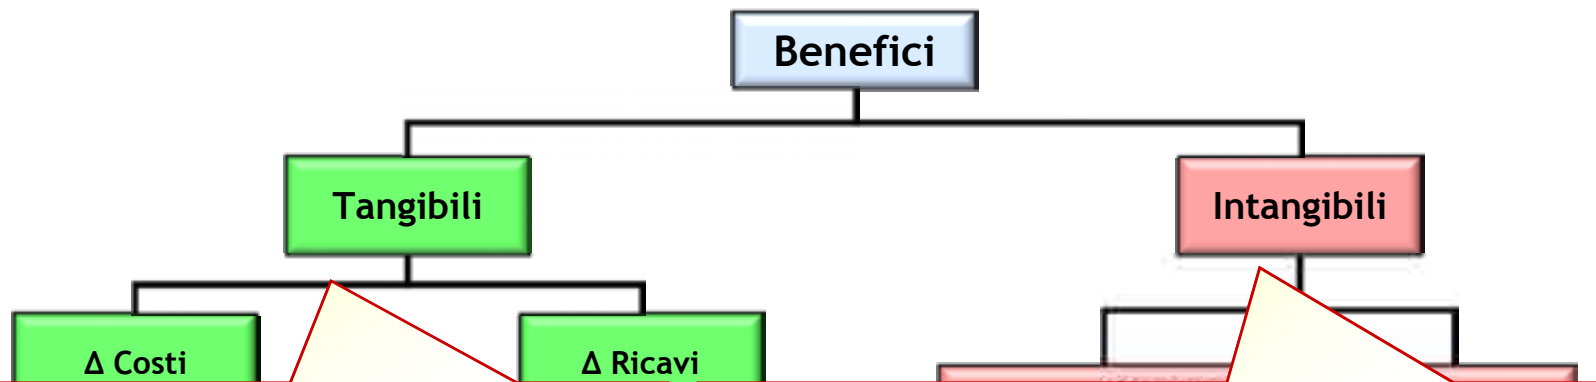 Benefici
Tangibili
Intangibili
Δ Costi
Δ Ricavi